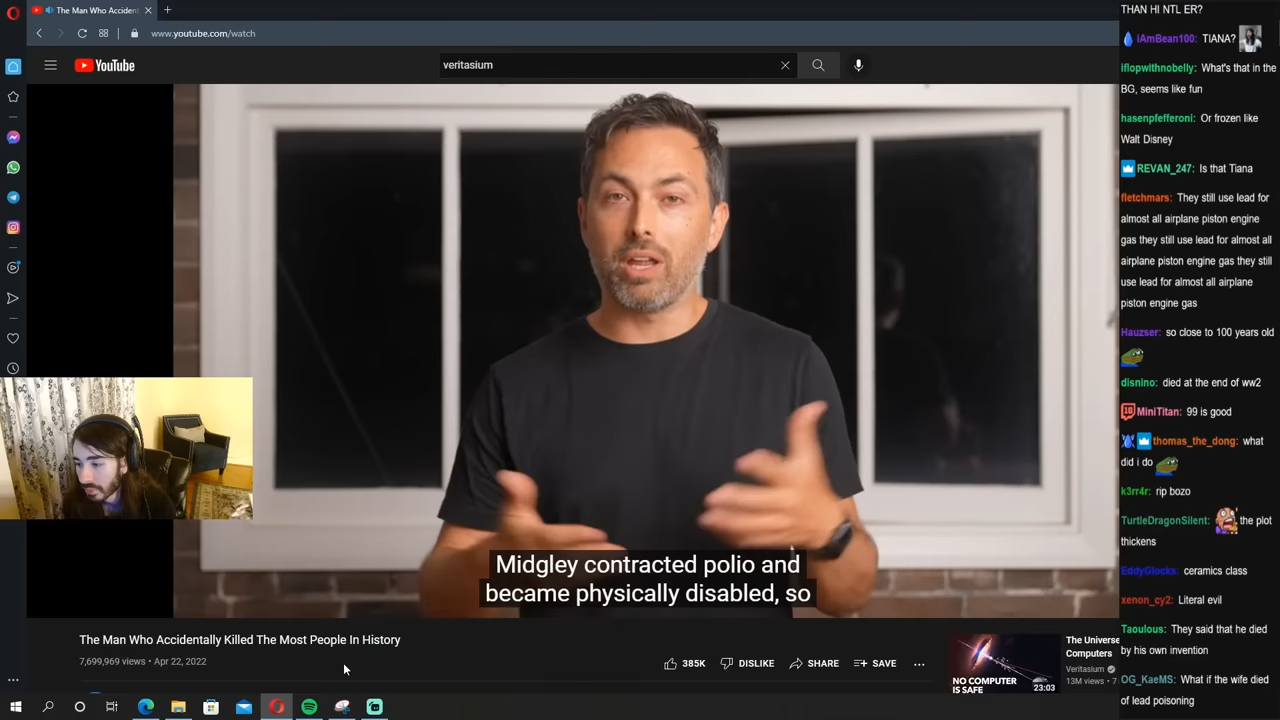 The Man Who Acciden
www.youtube.com/watch
YouTube
veritasium
Midgley contracted polio and
became physically disabled, so
The Man Who Accidentally Killed The Most People In History
7,699,969 views • Apr 22, 2022
385K
DISLIKE
SHARE
SAVE
NO COMPUTER
IS SAFE
23:03
The Universe
Computers
Veritasium
13M views • 7
THAN HI NTL ER?
iAmBean100: TIANA?
iflopwithnobelly: What's that in the
BG, seems like fun
hasenpfefferoni: Or frozen like
Walt Disney
REVAN_247: Is that Tiana
fletchmars: They still use lead for
almost all airplane piston engine
gas they still use lead for almost all
airplane piston engine gas they still
use lead for almost all airplane
piston engine gas
Hauzser: so close to 100 years old
disnino: died at the end of ww2
MiniTitan: 99 is good
thomas_the_dong: what
did i do
k3rr4r: rip bozo
TurtleDragonSilent: the plot
thickens
EddyGlocks: ceramics class
xenon_cy2: Literal evil
Taoulous: They said that he died
by his own invention
OG_KaeMS: What if the wife died
of lead poisoning